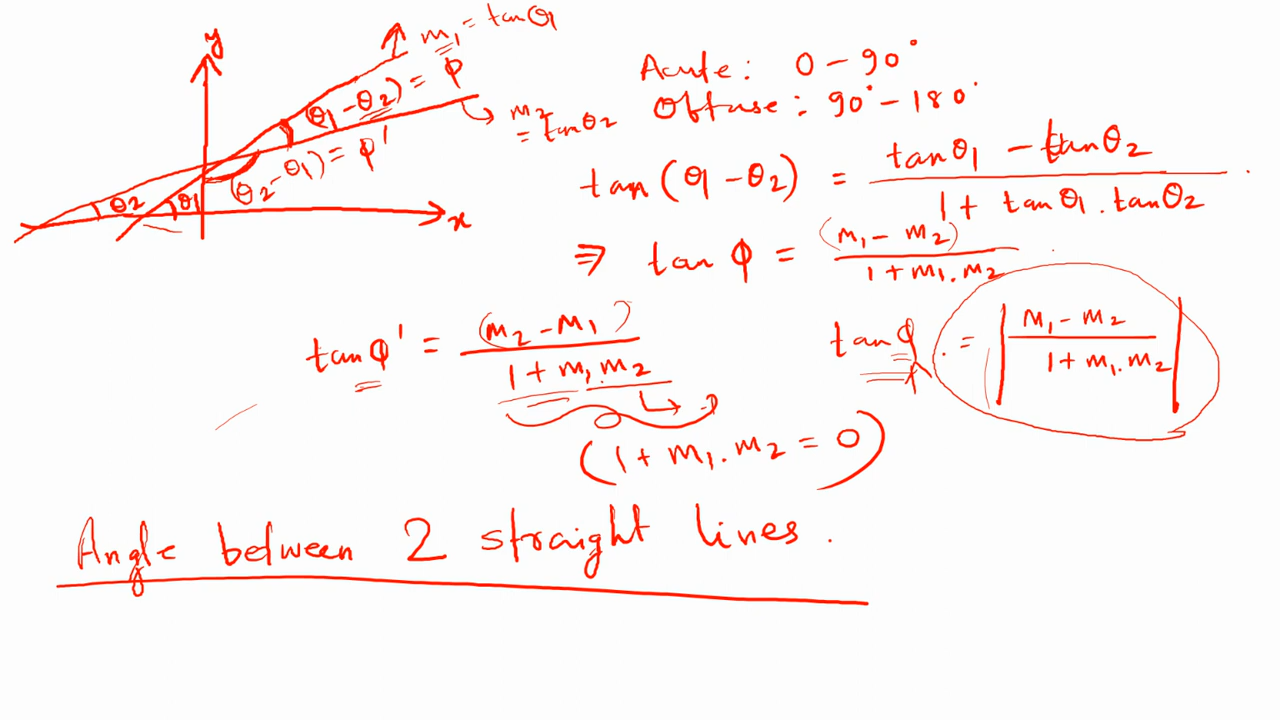 y
m₁ = tanθ₁
(θ₁ - θ₂) = φ
m₂ = tanθ₂
(θ₂ - θ₁) = φ'
θ₂
θ₁
x
Acute: 0 - 90°
Obtuse: 90° - 180°
tan (θ₁ - θ₂) = (tanθ₁ - tanθ₂) / (1 + tanθ₁ . tanθ₂)
⇒ tan φ = (m₁ - m₂) / (1 + m₁ . m₂)
tan φ' = (m₂ - m₁) / (1 + m₁ . m₂)
tan φ = | (m₁ - m₂) / (1 + m₁ . m₂) |
(1 + m₁ . m₂ = 0)
Angle between 2 straight lines.